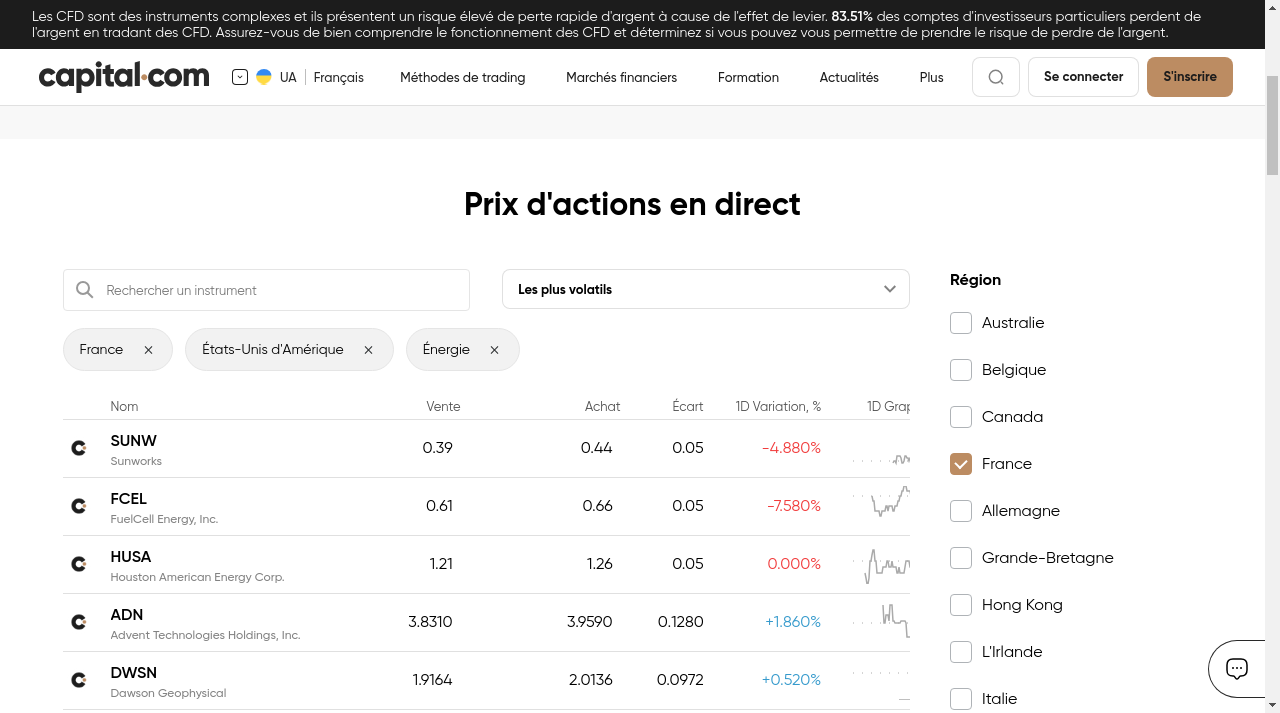 Les CFD sont des instruments complexes et ils présentent un risque élevé de perte rapide d'argent à cause de l'effet de levier. 83.51% des comptes d'investisseurs particuliers perdent de
l'argent en tradant des CFD. Assurez-vous de bien comprendre le fonctionnement des CFD et déterminez si vous pouvez vous permettre de prendre le risque de perdre de l'argent.
capital.com UA Français Méthodes de trading Marchés financiers Formation Actualités Plus Se connecter S'inscrire
Prix d'actions en direct
Rechercher un instrument Les plus volatils
Région
France États-Unis d'Amérique Énergie
Australie
Belgique
Canada
France
Allemagne
Grande-Bretagne
Hong Kong
L'Irlande
Italie
Nom Vente Achat Écart 1D Variation, % 1D Grap
SUNW 0.39 0.44 0.05 -4.880%
Sunworks
FCEL 0.61 0.66 0.05 -7.580%
FuelCell Energy, Inc.
HUSA 1.21 1.26 0.05 0.000%
Houston American Energy Corp.
ADN 3.8310 3.9590 0.1280 +1.860%
Advent Technologies Holdings, Inc.
DWSN 1.9164 2.0136 0.0972 +0.520%
Dawson Geophysical